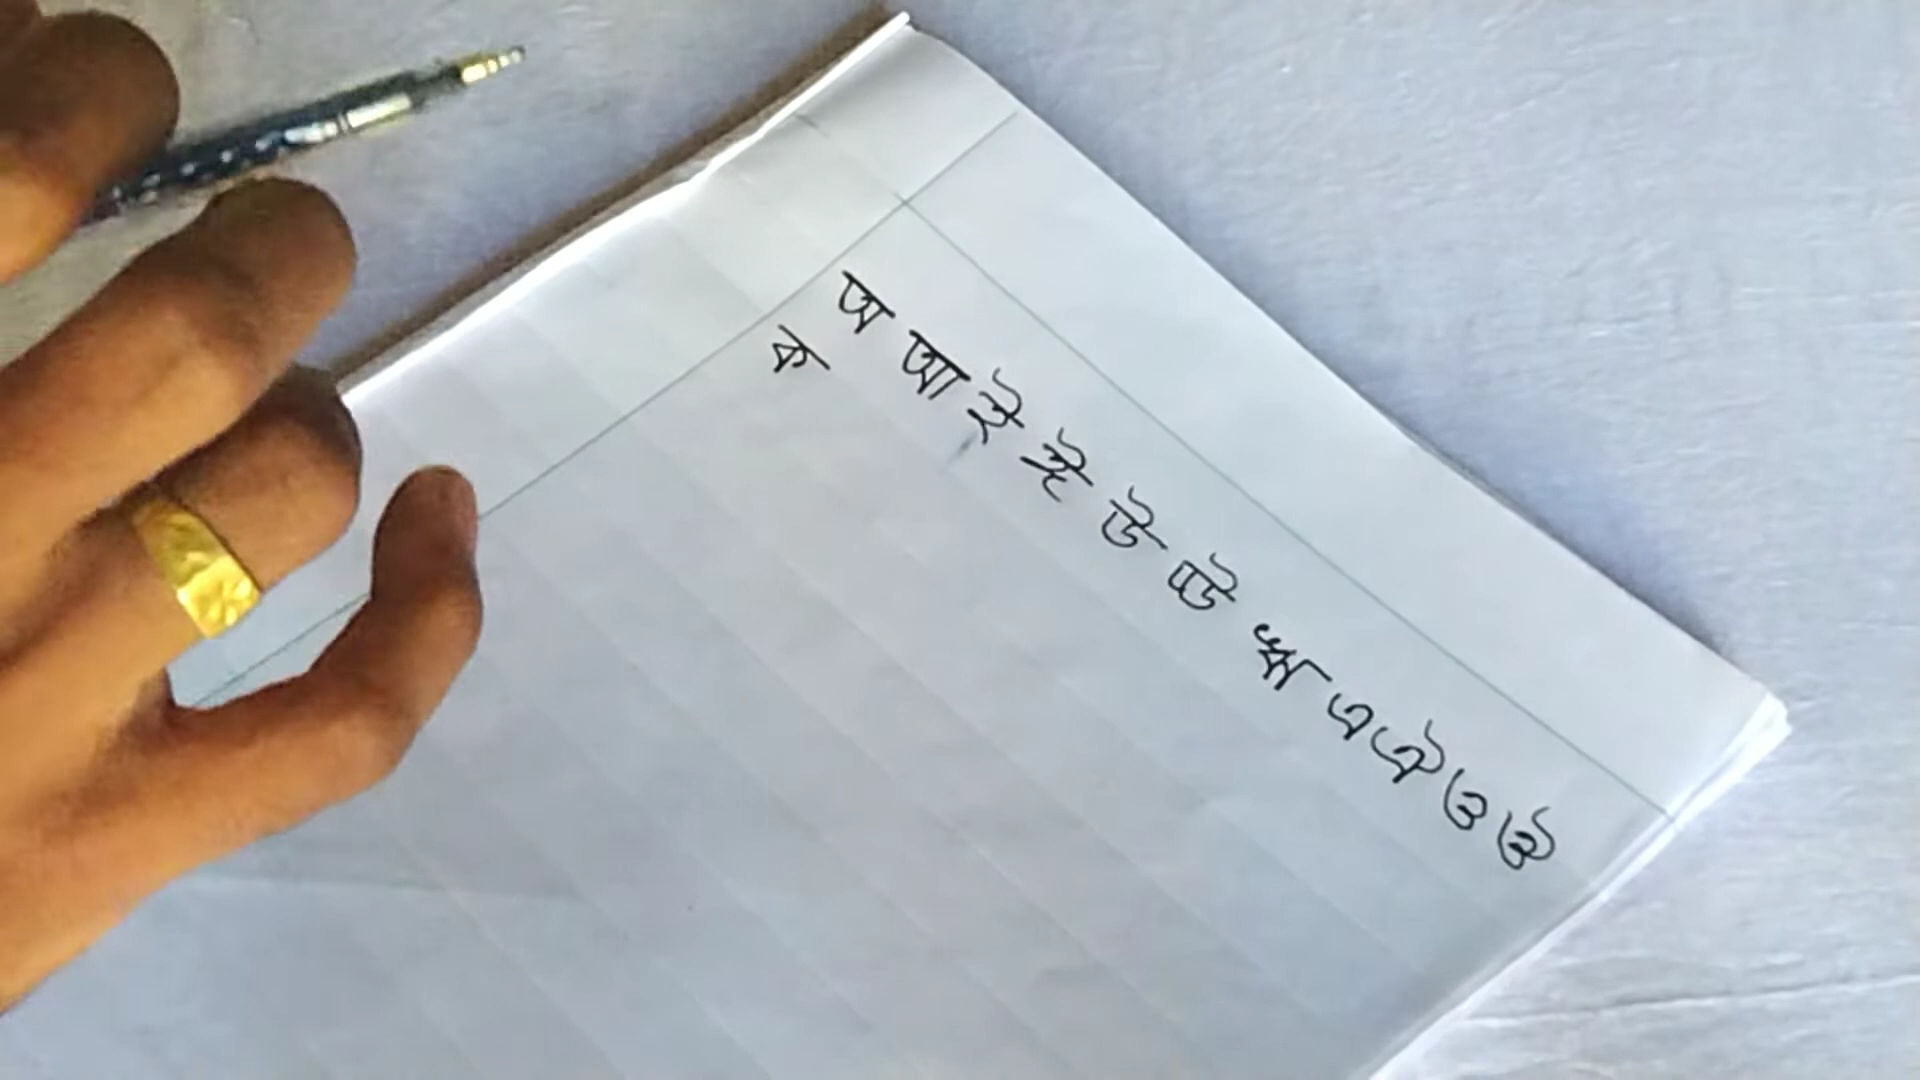 অ আ ই ঈ উ ঊ ঋ এ ঐ ও ঔ
ক